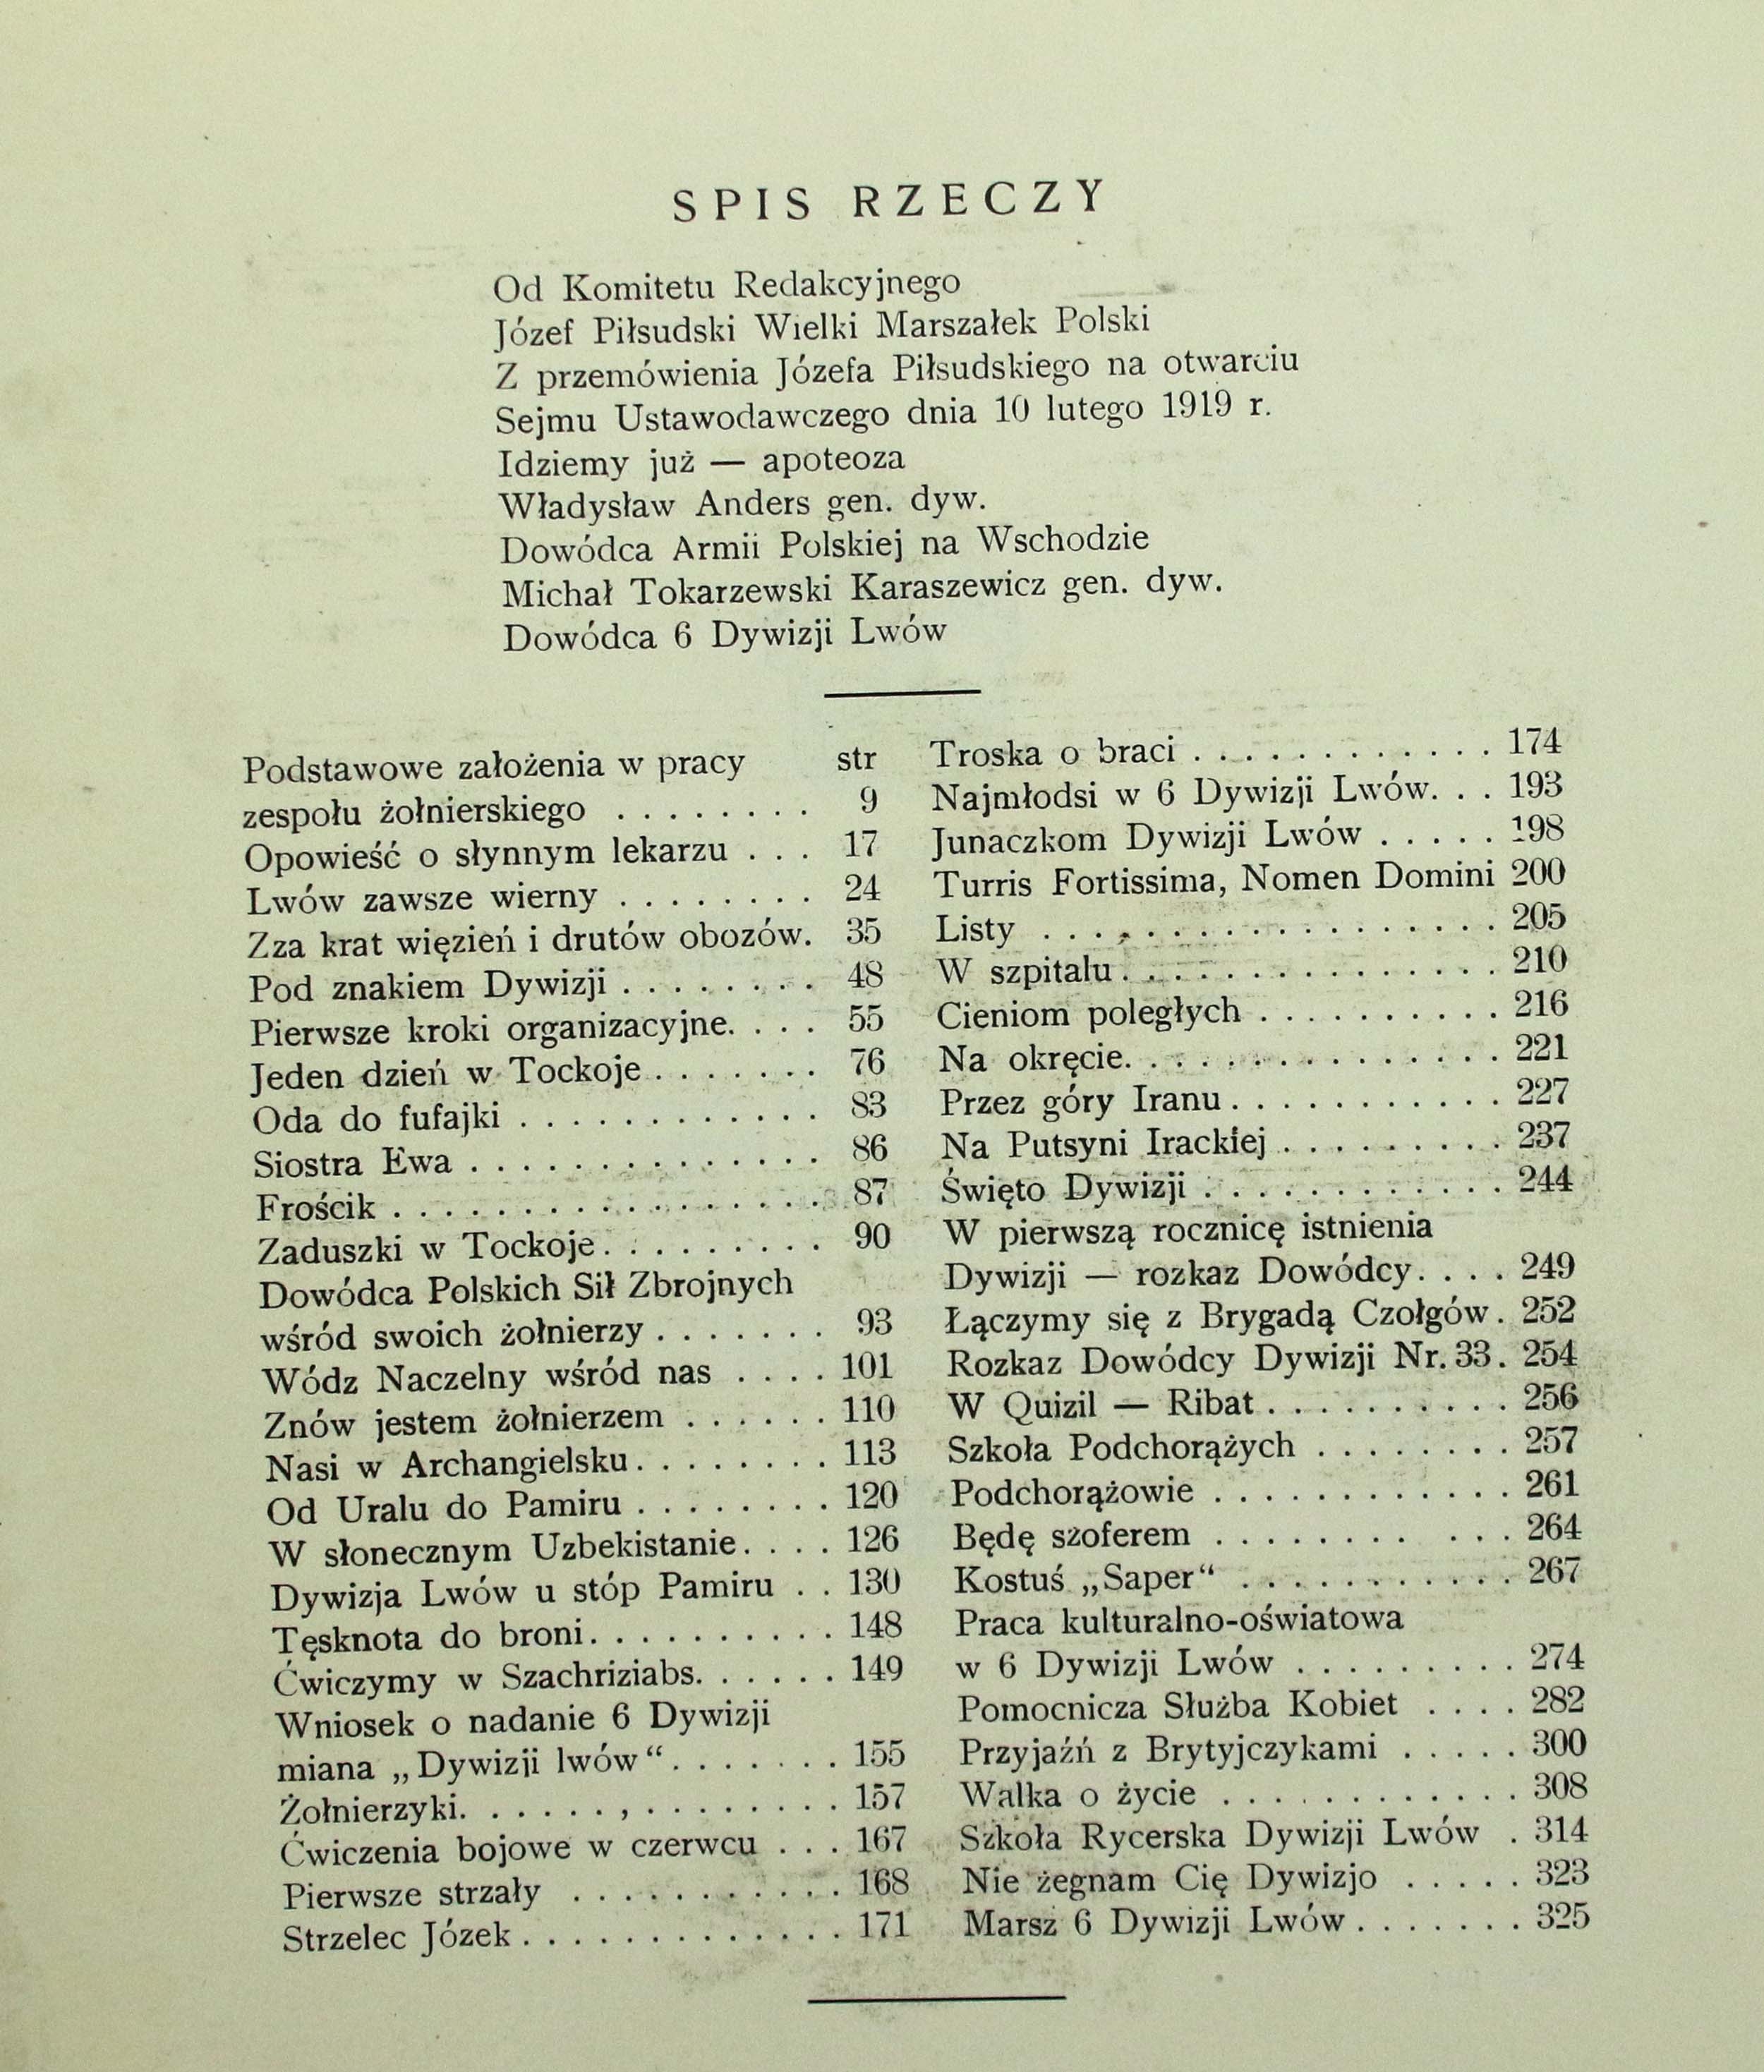 SPIS RZECZY
Od Komitetu Redakcyjnego
Józef Piłsudski Wielki Marszałek Polski
Z przemówienia Józefa Piłsudskiego na otwarciu
Sejmu Ustawodawczego dnia 10 lutego 1919 r.
Idziemy już — apoteoza
Władysław Anders gen. dyw.
Dowódca Armii Polskiej na Wschodzie
Michał Tokarzewski Karaszewicz gen. dyw.
Dowódca 6 Dywizji Lwów
Podstawowe założenia w pracy str
zespołu żołnierskiego . . . . . . . . 9
Opowieść o słynnym lekarzu . . . 17
Lwów zawsze wierny . . . . . . . . 24
Zza krat więzień i drutów obozów. 35
Pod znakiem Dywizji . . . . . . . . 48
Pierwsze kroki organizacyjne. . . . 55
Jeden dzień w Tockoje . . . . . . . 76
Oda do fufajki . . . . . . . . . . . . 83
Siostra Ewa . . . . . . . . . . . . . . 86
Frościk . . . . . . . . . . . . . . . . . 87
Zaduszki w Tockoje. . . . . . . . . 90
Dowódca Polskich Sił Zbrojnych
wśród swoich żołnierzy . . . . . . . 93
Wódz Naczelny wśród nas . . . . 101
Znów jestem żołnierzem . . . . . . 110
Nasi w Archangielsku. . . . . . . . 113
Od Uralu do Pamiru . . . . . . . . 120
W słonecznym Uzbekistanie. . . . 126
Dywizja Lwów u stóp Pamiru . . 130
Tęsknota do broni. . . . . . . . . . 148
Ćwiczymy w Szachriziabs. . . . . . 149
Wniosek o nadanie 6 Dywizji
miana „Dywizji lwów“. . . . . . . 155
Żołnierzyki. . . . . . , . . . . . . . . 157
Ćwiczenia bojowe w czerwcu . . . 167
Pierwsze strzały . . . . . . . . . . . 168
Strzelec Józek . . . . . . . . . . . . . 171
Troska o braci . . . . . . . . . . . . 174
Najmłodsi w 6 Dywizji Lwów. . . 193
Junaczkom Dywizji Lwów . . . . . 198
Turris Fortissima, Nomen Domini 200
Listy . . . . . . . . . . . . . . . . . . 205
W szpitalu. . . . . . . . . . . . . . . 210
Cieniom poległych . . . . . . . . . . 216
Na okręcie. . . . . . . . . . . . . . . 221
Przez góry Iranu . . . . . . . . . . . 227
Na Putsyni Irackiej . . . . . . . . . 237
Święto Dywizji . . . . . . . . . . . . 244
W pierwszą rocznicę istnienia
Dywizji — rozkaz Dowódcy. . . . 249
Łączymy się z Brygadą Czołgów . 252
Rozkaz Dowódcy Dywizji Nr. 33. 254
W Quizil — Ribat . . . . . . . . . . 256
Szkoła Podchorążych . . . . . . . . 257
Podchorążowie . . . . . . . . . . . . 261
Będę szoferem . . . . . . . . . . . 264
Kostuś „Saper“ . . . . . . . . . . . 267
Praca kulturalno-oświatowa
w 6 Dywizji Lwów . . . . . . . . . 274
Pomocnicza Służba Kobiet . . . . 282
Przyjaźń z Brytyjczykami . . . . . 300
Walka o życie . . . . . . . . . . . . 308
Szkoła Rycerska Dywizji Lwów . 314
Nie żegnam Cię Dywizjo . . . . . 323
Marsz 6 Dywizji Lwów . . . . . . . 325